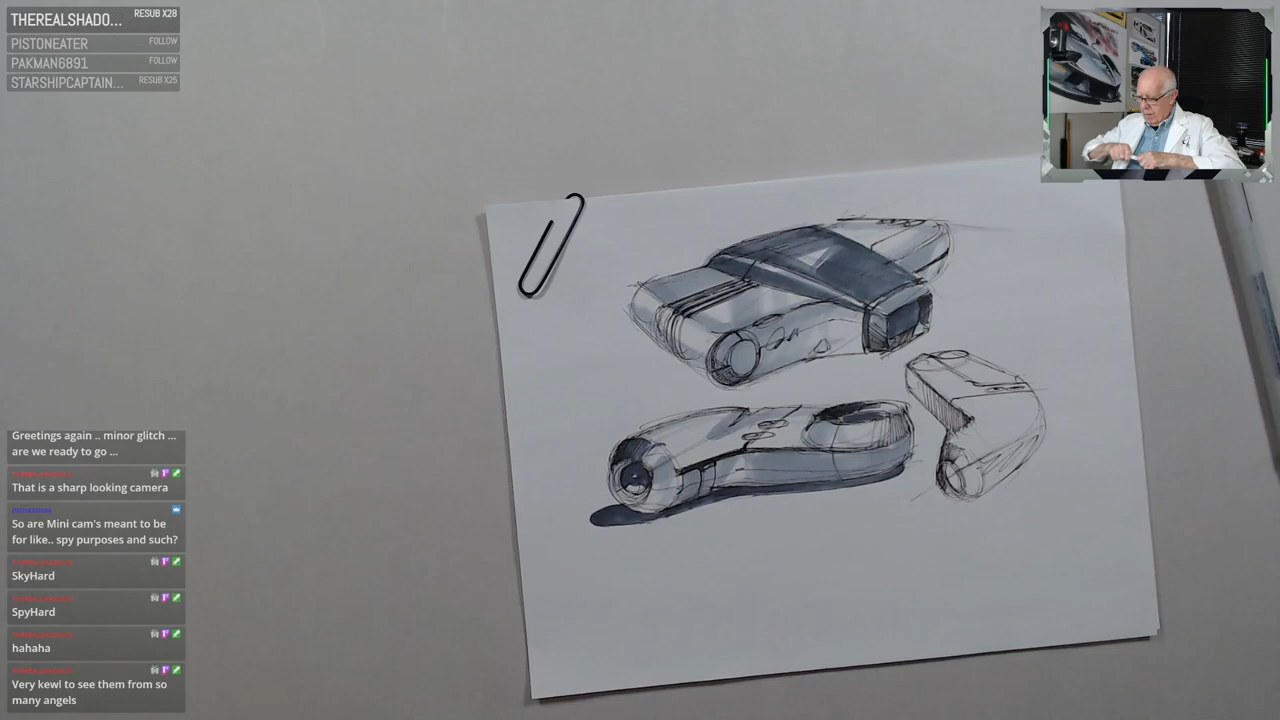 THEREALSHADO...
RESUB X28
PISTONEATER
FOLLOW
PAKMAN6891
FOLLOW
STARSHIPCAPTAIN...
RESUB X25
Greetings again .. minor glitch ...
are we ready to go ...
That is a sharp looking camera
So are Mini cam's meant to be
for like.. spy purposes and such?
SkyHard
SpyHard
hahaha
Very kewl to see them from so
many angels